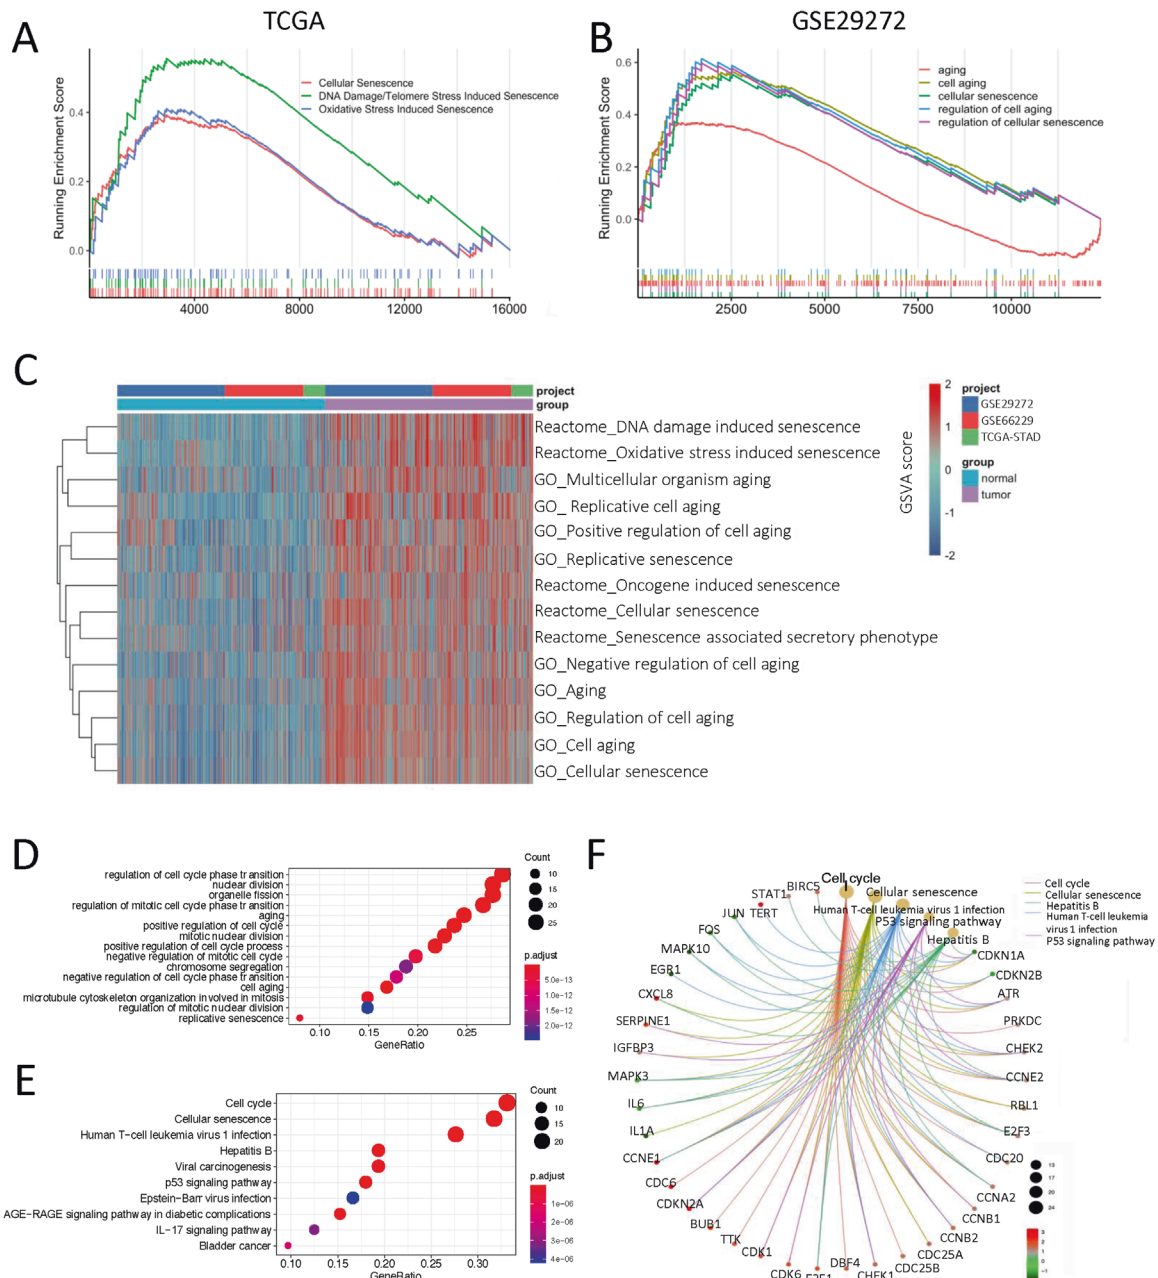 A
TCGA
Running Enrichment Score
0.4
0.2
0.0
Cellular Senescence
DNA Damage/Telomere Stress Induced Senescence
Oxidative Stress Induced Senescence
4000
8000
12000
16000
B
GSE29272
Running Enrichment Score
0.6
0.4
0.2
0.0
aging
cell aging
cellular senescence
regulation of cell aging
regulation of cellular senescence
2500
5000
7500
10000
C
project
group
Reactome_DNA damage induced senescence
Reactome_Oxidative stress induced senescence
GO_Multicellular organism aging
GO_ Replicative cell aging
GO_Positive regulation of cell aging
GO_Replicative senescence
Reactome_Oncogene induced senescence
Reactome_Cellular senescence
Reactome_Senescence associated secretory phenotype
GO_Negative regulation of cell aging
GO_Aging
GO_Regulation of cell aging
GO_Cell aging
GO_Cellular senescence
GSVA score
2
1
0
-1
-2
project
GSE29272
GSE66229
TCGA-STAD
group
normal
tumor
D
regulation of cell cycle phase transition
nuclear division
organelle fission
regulation of mitotic cell cycle phase transition
aging
positive regulation of cell cycle
mitotic nuclear division
positive regulation of cell cycle process
negative regulation of mitotic cell cycle
chromosome segregation
negative regulation of cell cycle phase transition
cell aging
microtubule cytoskeleton organization involved in mitosis
regulation of mitotic nuclear division
replicative senescence
0.10
0.15
0.20
0.25
GeneRatio
Count
10
15
20
25
p.adjust
5.0e-13
1.0e-12
1.5e-12
2.0e-12
E
Cell cycle
Cellular senescence
Human T-cell leukemia virus 1 infection
Hepatitis B
Viral carcinogenesis
p53 signaling pathway
Epstein-Barr virus infection
AGE-RAGE signaling pathway in diabetic complications
IL-17 signaling pathway
Bladder cancer
0.10
0.15
0.20
0.25
0.30
GeneRatio
Count
10
15
20
p.adjust
1e-06
2e-06
3e-06
4e-06
F
Cell cycle
Cellular senescence
Human T-cell leukemia virus 1 infection
P53 signaling pathway
Hepatitis B
CDKN1A
CDKN2B
ATR
PRKDC
CHEK2
CCNE2
RBL1
E2F3
CDC20
CCNA2
CCNB1
CCNB2
CDC25A
CDC25B
CHEK1
DBF4
E2F1
CDK6
CDK1
TTK
BUB1
CDKN2A
CDC6
CCNE1
IL1A
IL6
MAPK3
IGFBP3
SERPINE1
CXCL8
EGR1
MAPK10
FOS
JUN
TERT
STAT1
BIRC5
Cell cycle
Cellular senescence
Hepatitis B
Human T-cell leukemia
virus 1 infection
P53 signaling pathway
13
17
20
24
3
2
1
0
-1